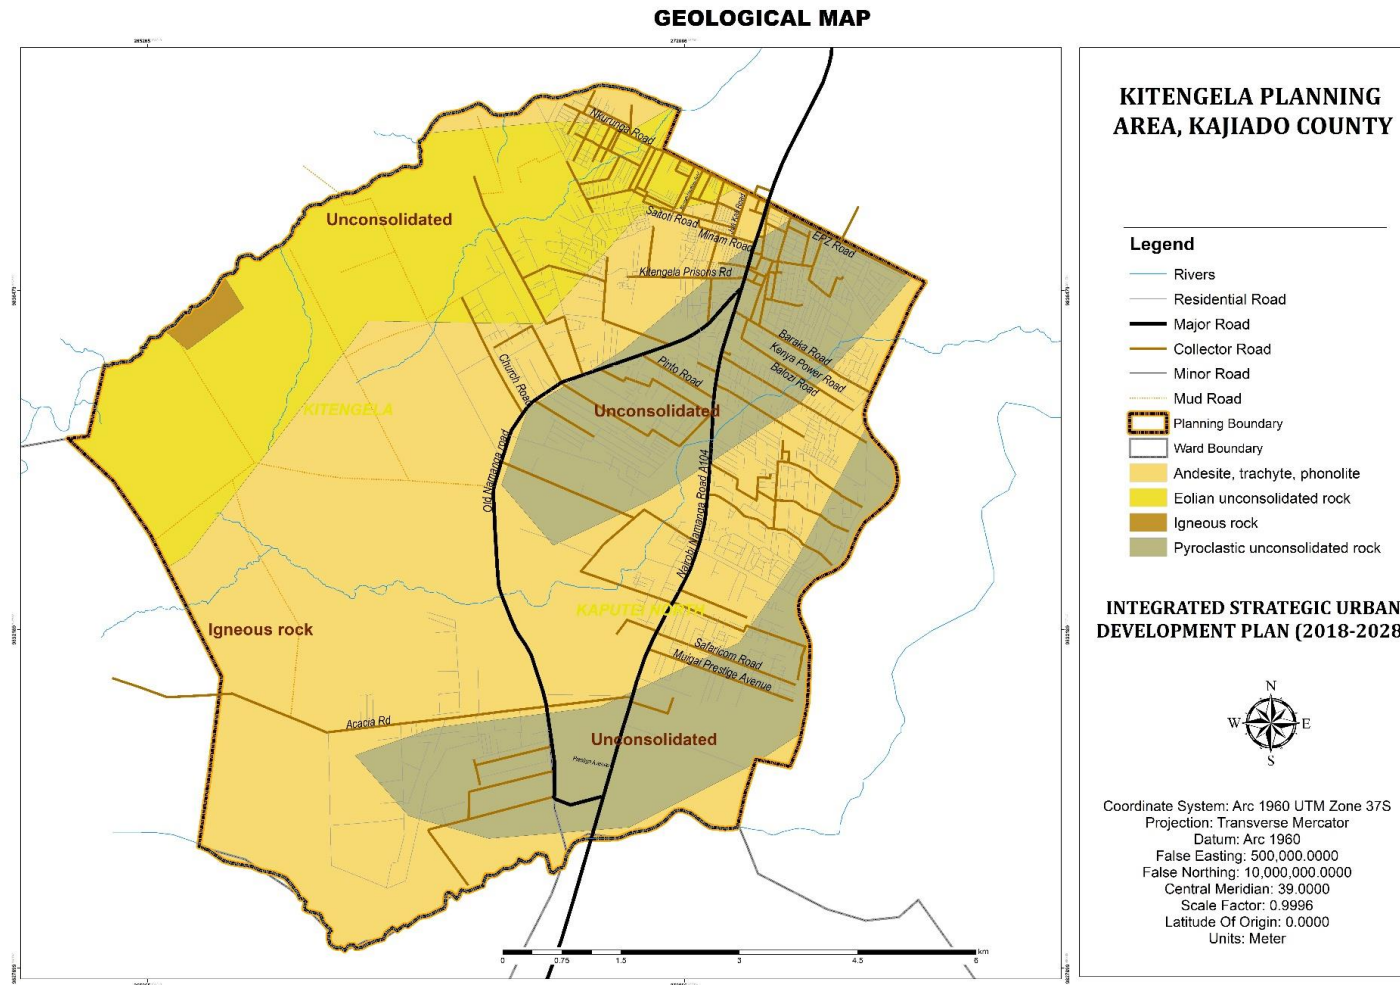 GEOLOGICAL MAP
KITENGELA PLANNING
AREA, KAJIADO COUNTY
Legend
Rivers
Residential Road
Major Road
Collector Road
Minor Road
Mud Road
Planning Boundary
Ward Boundary
Andesite, trachyte, phonolite
Eolian unconsolidated rock
Igneous rock
Pyroclastic unconsolidated rock
INTEGRATED STRATEGIC URBAN
DEVELOPMENT PLAN (2018-2028
N
W
E
S
Coordinate System: Arc 1960 UTM Zone 37S
Projection: Transverse Mercator
Datum: Arc 1960
False Easting: 500,000.0000
False Northing: 10,000,000.0000
Central Meridian: 39.0000
Scale Factor: 0.9996
Latitude Of Origin: 0.0000
Units: Meter
Nkurunga Road
Unconsolidated
Saitoti Road
Minam Road
EPZ Road
Kitengela Prisons Rd
Baraka Road
Kenya Power Road
Balozi Road
Pinto Road
Church Road
KITENGELA
Unconsolidated
Old Namanga road
Nairobi Namanga Road A104
KAPUTEI NORTH
Igneous rock
Safaricom Road
Muigai Prestige Avenue
Acacia Rd
Unconsolidated
0 0.75 1.5 3 4.5 6
km